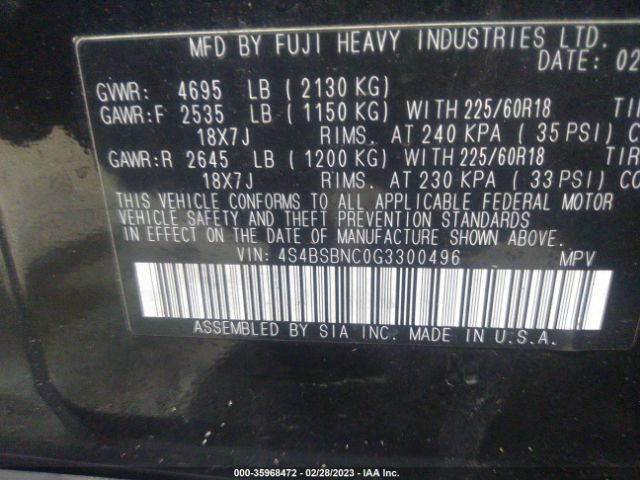 MFD BY FUJI HEAVY INDUSTRIES LTD.
DATE: 02
GVWR: 4695 LB ( 2130 KG)
GAWR:F 2535 LB ( 1150 KG) WITH 225/60R18 TI
18X7J RIMS. AT 240 KPA ( 35 PSI) CO
GAWR:R 2645 LB ( 1200 KG) WITH 225/60R18 TIR
18X7J RIMS. AT 230 KPA ( 33 PSI) CO
THIS VEHICLE CONFORMS TO ALL APPLICABLE FEDERAL MOTOR
VEHICLE SAFETY AND THEFT PREVENTION STANDARDS
IN EFFECT ON THE DATE OF MANUFACTURE SHOWN ABOVE.
VIN: 4S4BSBNC0G3300496 MPV
ASSEMBLED BY SIA INC. MADE IN U.S.A.
000-35968472 - 02/28/2023 - IAA Inc.